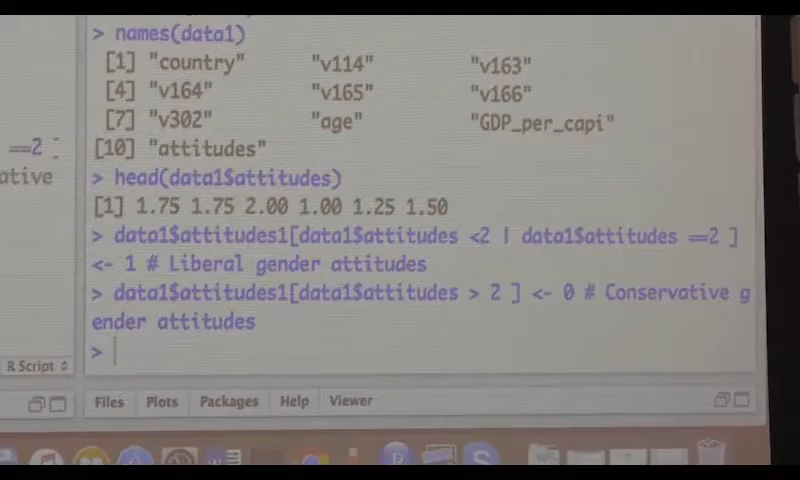 > names(data1)
[1] "country" "v114" "v163"
[4] "v164" "v165" "v166"
[7] "v302" "age" "GDP_per_capi"
==2 [10] "attitudes"
ative > head(data1$attitudes)
[1] 1.75 1.75 2.00 1.00 1.25 1.50
> data1$attitudes1[data1$attitudes <2 | data1$attitudes ==2 ]
<- 1 # Liberal gender attitudes
> data1$attitudes1[data1$attitudes > 2 ] <- 0 # Conservative g
ender attitudes
>
R Script
Files Plots Packages Help Viewer